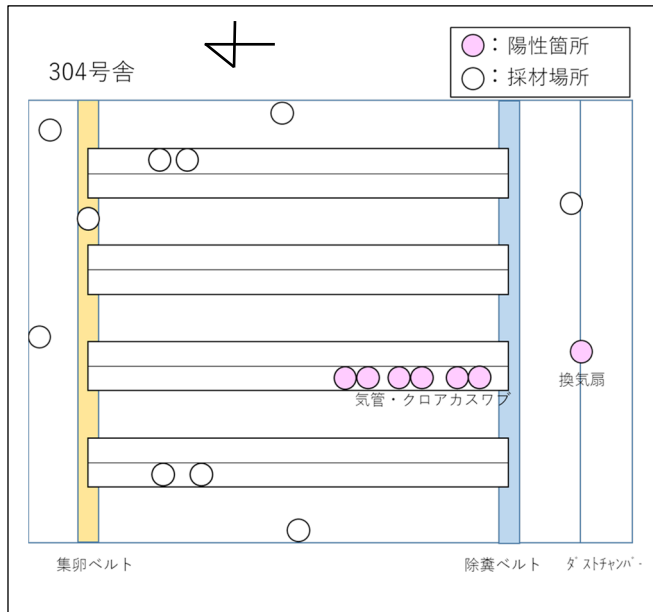 304号舎
：陽性箇所
：採材場所
換気扇
気管・クロアカスワブ
集卵ベルト
除糞ベルト
ﾀﾞｽﾄﾁｬﾝﾊﾞｰ